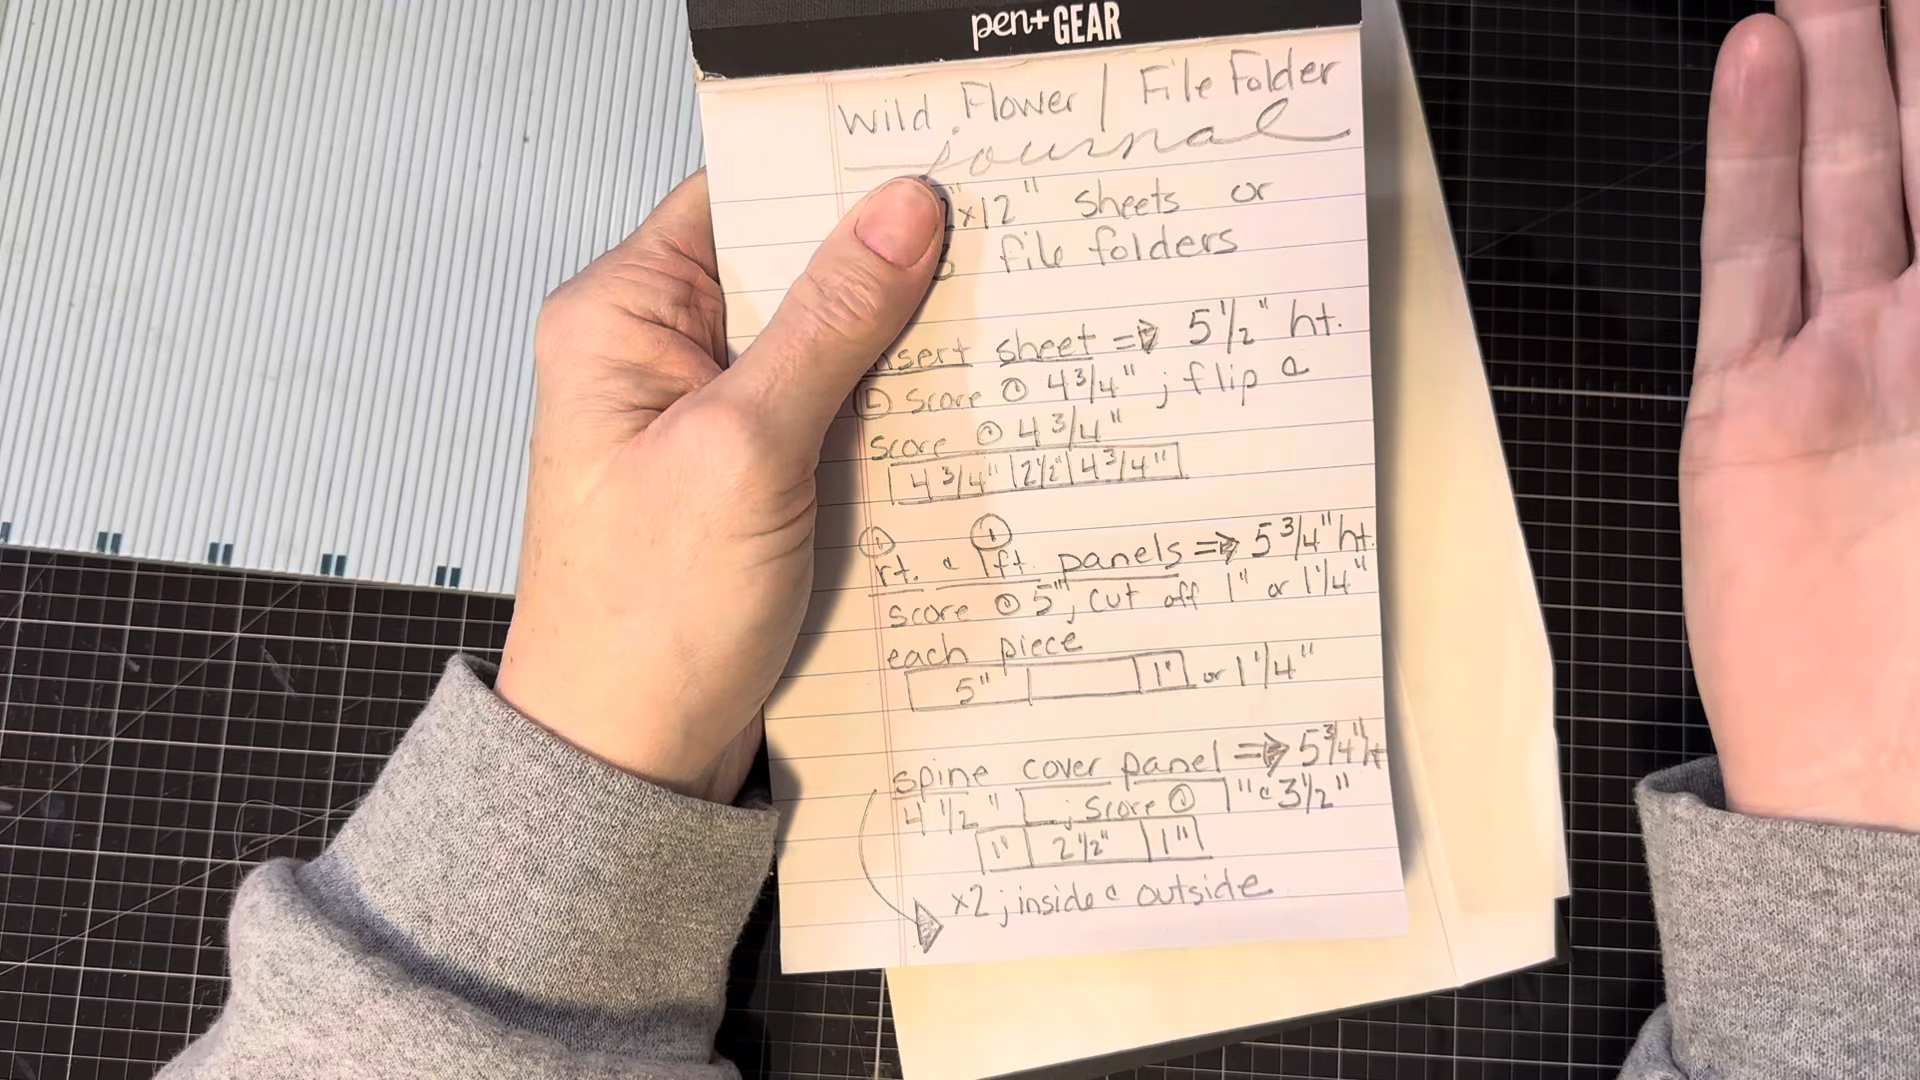 pen+GEAR
Wild Flower / File Folder
journal
2"x12" sheets or
file folders
nsert sheet => 5 1/2" ht.
Score @ 4 3/4" ; flip &
score @ 4 3/4"
4 3/4" | 2 1/2" | 4 3/4"
rt. & lft. panels => 5 3/4" ht.
score @ 5", cut off 1" or 1 1/4"
each piece
5" 1" or 1 1/4"
spine cover panel => 5 3/4" ht
4 1/2" ; Score @ 1" & 3 1/2"
1" | 2 1/2" | 1"
x2 ; inside & outside